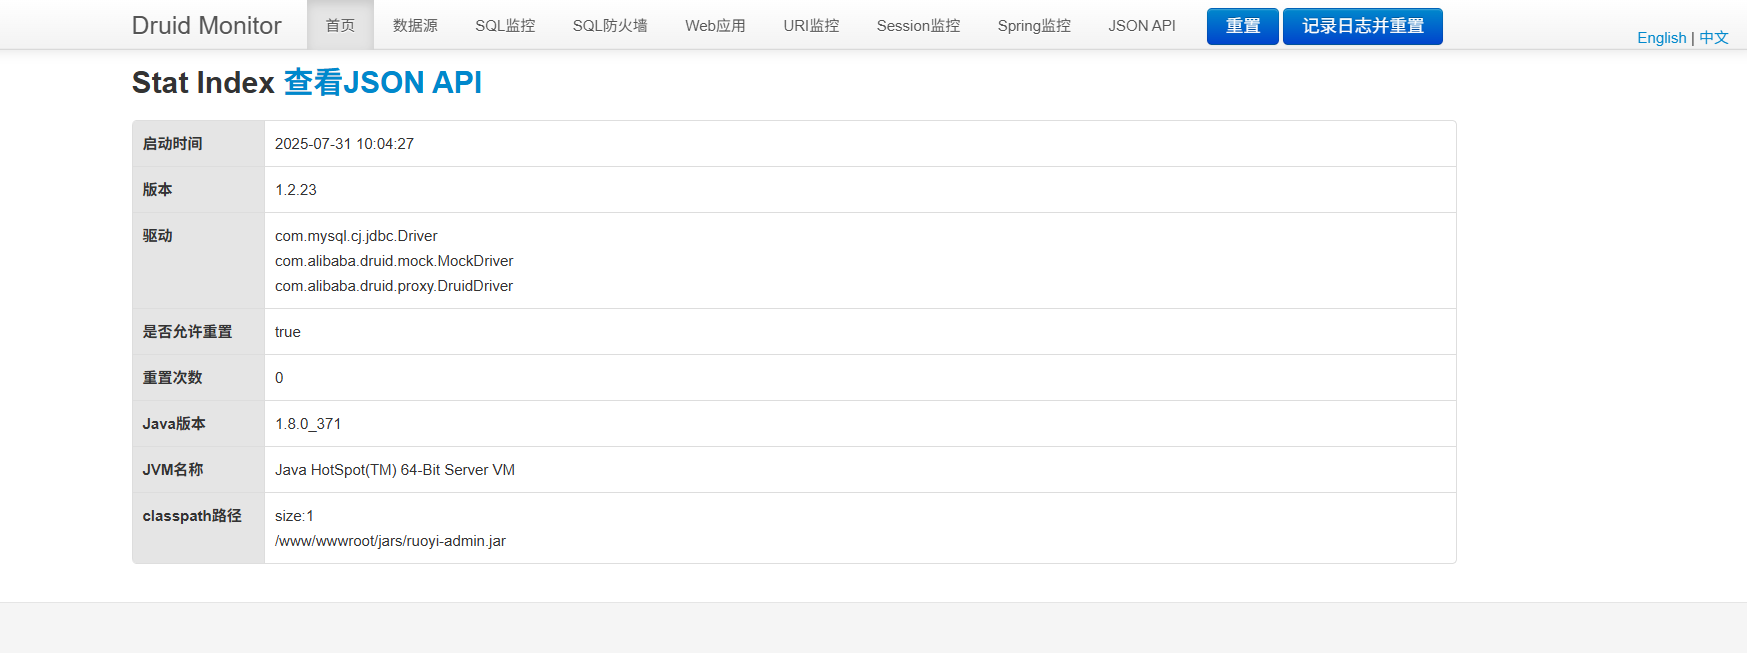 Druid Monitor 首页 数据源 SQL监控 SQL防火墙 Web应用 URI监控 Session监控 Spring监控 JSON API 重置 记录日志并重置
English | 中文
Stat Index 查看JSON API
启动时间 2025-07-31 10:04:27
版本 1.2.23
驱动 com.mysql.cj.jdbc.Driver
com.alibaba.druid.mock.MockDriver
com.alibaba.druid.proxy.DruidDriver
是否允许重置 true
重置次数 0
Java版本 1.8.0_371
JVM名称 Java HotSpot(TM) 64-Bit Server VM
classpath路径 size:1
/www/wwwroot/jars/ruoyi-admin.jar